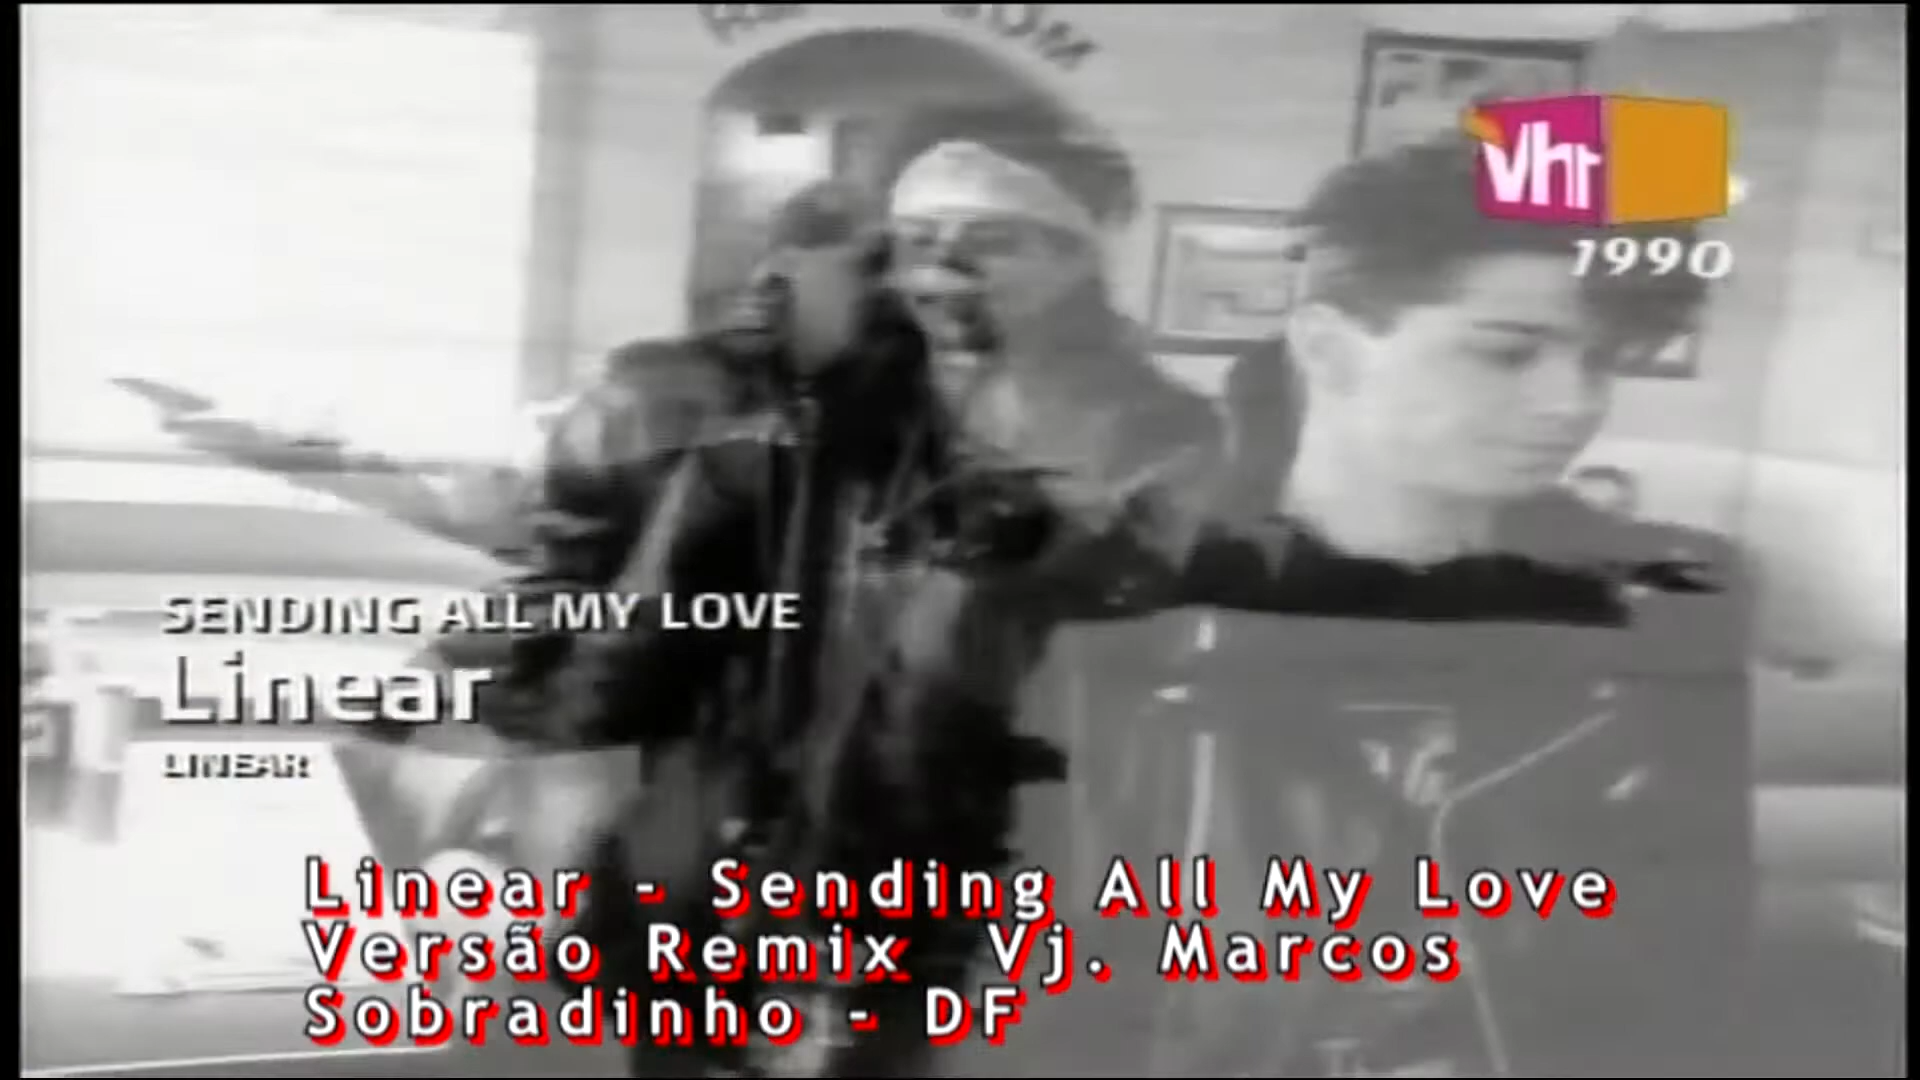 vh1
1990
SENDING ALL MY LOVE
Linear
LINEAR
Linear - Sending All My Love
Versão Remix Vj. Marcos
Sobradinho - DF